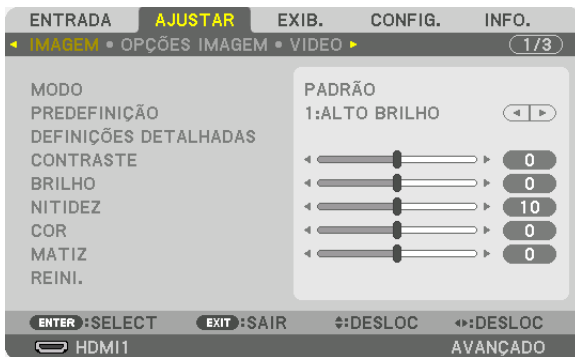 ENTRADA AJUSTAR EXIB. CONFIG. INFO.
IMAGEM • OPÇÕES IMAGEM • VIDEO 1/3
MODO PADRÃO
PREDEFINIÇÃO 1:ALTO BRILHO
DEFINIÇÕES DETALHADAS
CONTRASTE 0
BRILHO 0
NITIDEZ 10
COR 0
MATIZ 0
REINI.
ENTER :SELECT EXIT :SAIR :DESLOC :DESLOC
HDMI1 AVANÇADO